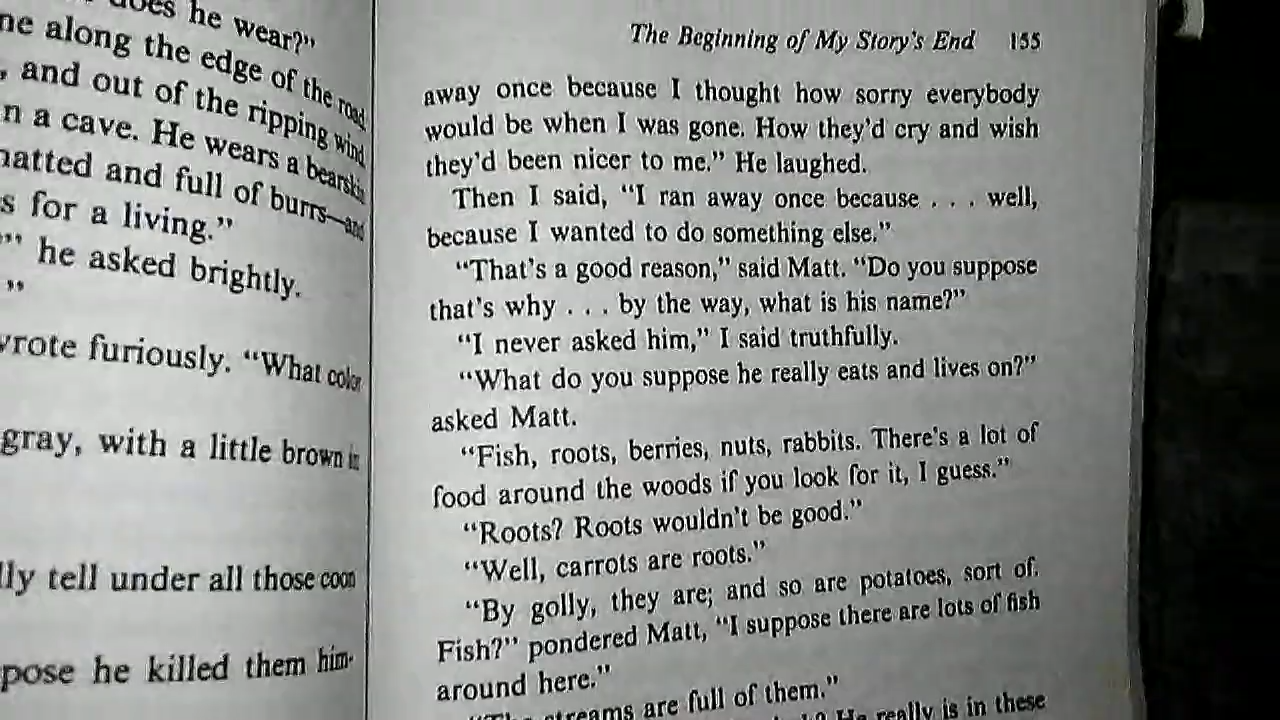 does he wear?"
ne along the edge of the road
, and out of the ripping wind
n a cave. He wears a bearskin
natted and full of burrs—and
s for a living."
" he asked brightly.
"
wrote furiously. "What color
gray, with a little brown in
lly tell under all those coon
pose he killed them him-
The Beginning of My Story's End 155
away once because I thought how sorry everybody
would be when I was gone. How they'd cry and wish
they'd been nicer to me." He laughed.
Then I said, "I ran away once because . . . well,
because I wanted to do something else."
"That's a good reason," said Matt. "Do you suppose
that's why . . . by the way, what is his name?"
"I never asked him," I said truthfully.
"What do you suppose he really eats and lives on?"
asked Matt.
"Fish, roots, berries, nuts, rabbits. There's a lot of
food around the woods if you look for it, I guess."
"Roots? Roots wouldn't be good."
"Well, carrots are roots."
"By golly, they are; and so are potatoes, sort of.
Fish?" pondered Matt, "I suppose there are lots of fish
around here."
"The streams are full of them."
He really is in these